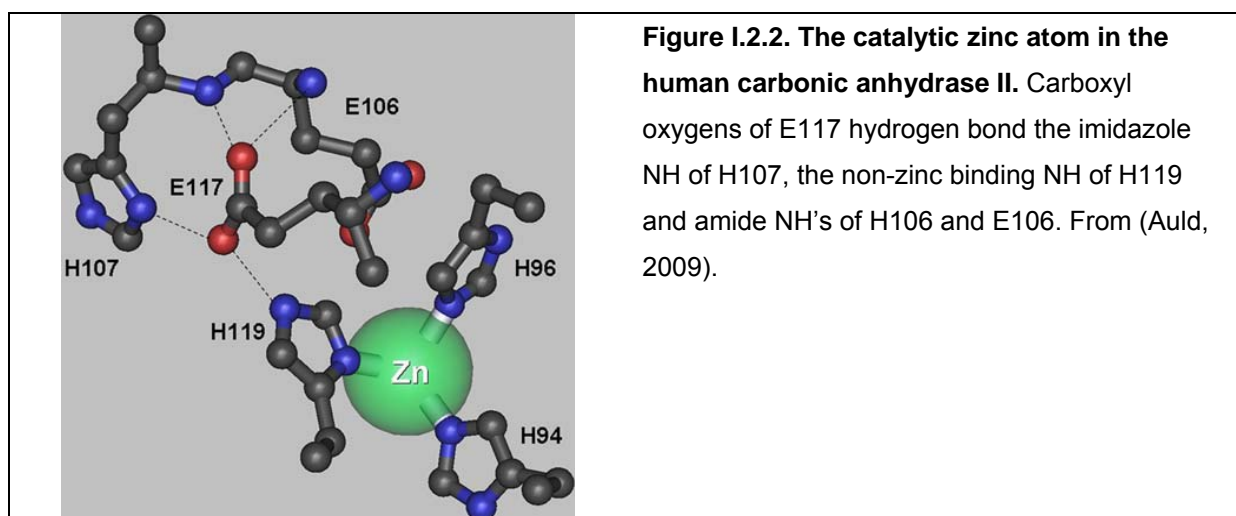 E106
E117
H107
H96
H119
Zn
H94
Figure I.2.2. The catalytic zinc atom in the
human carbonic anhydrase II. Carboxyl
oxygens of E117 hydrogen bond the imidazole
NH of H107, the non-zinc binding NH of H119
and amide NH’s of H106 and E106. From (Auld,
2009).